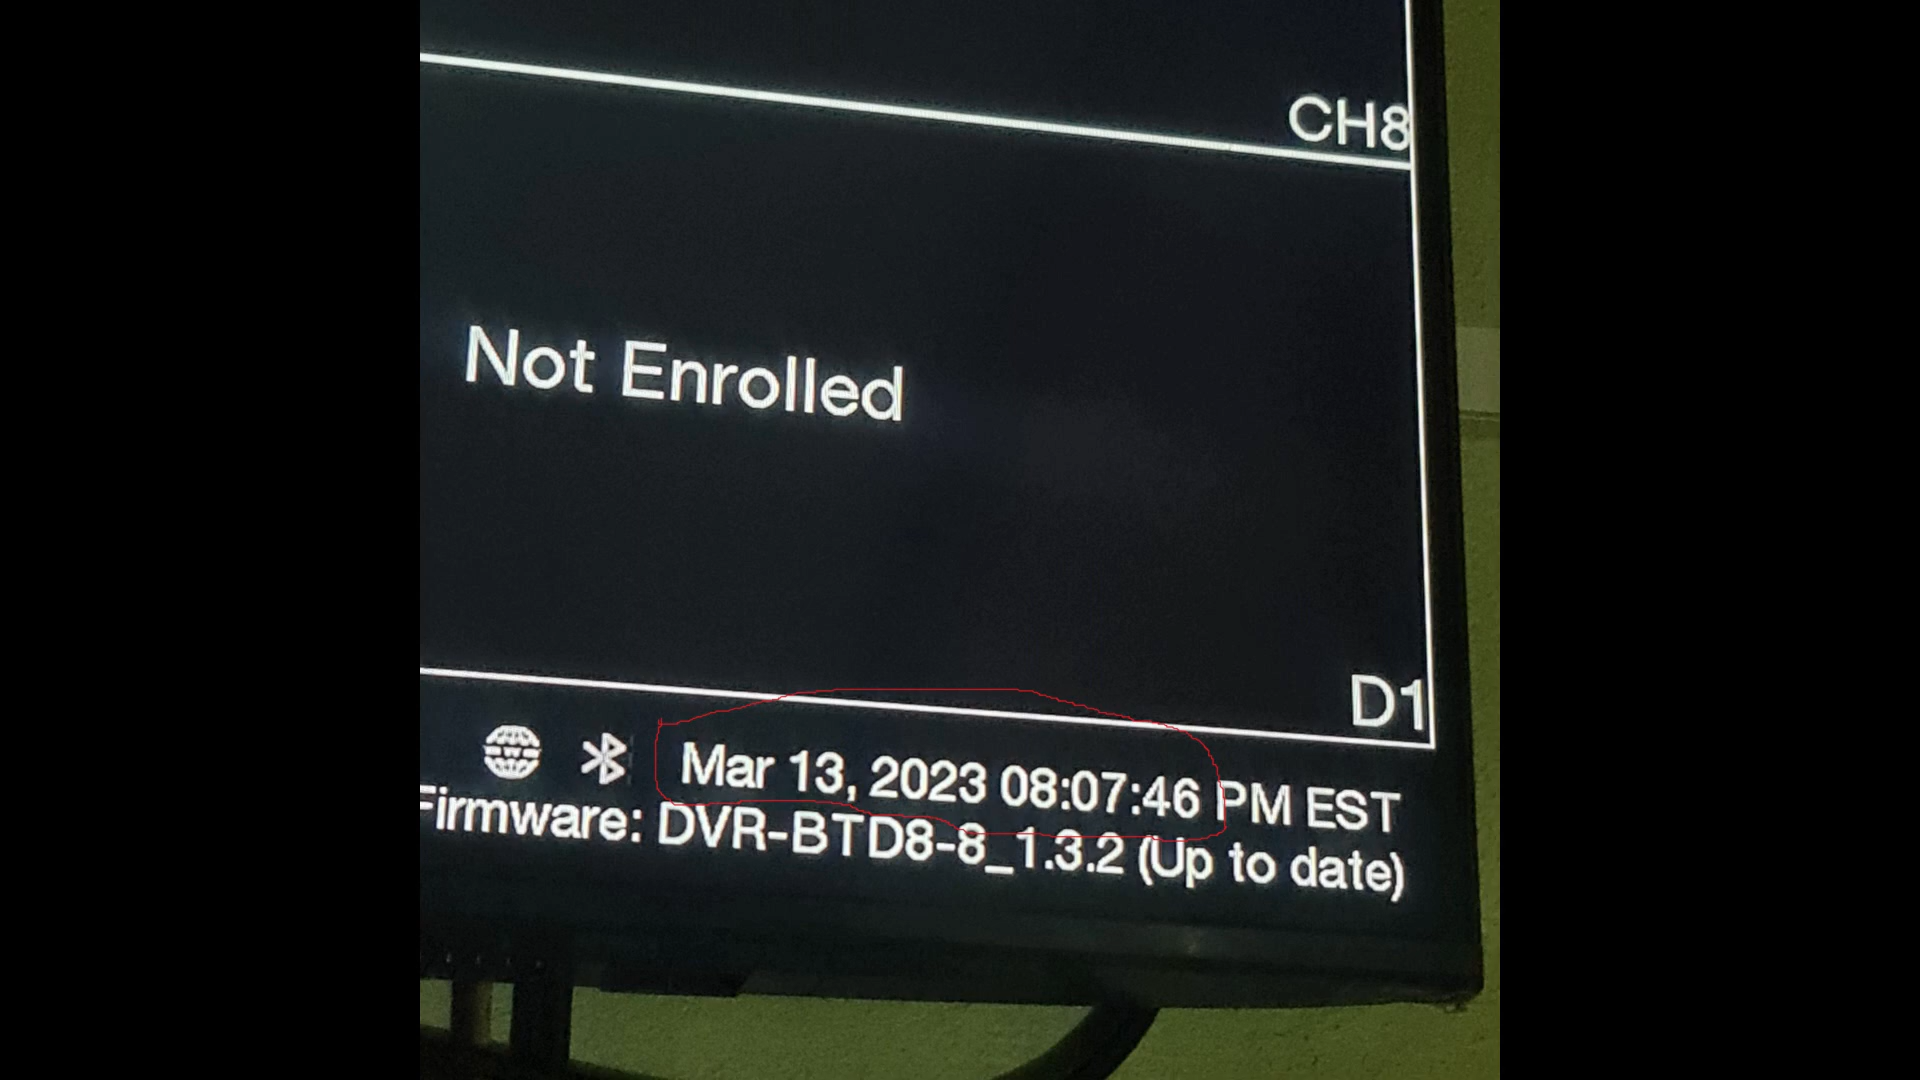 CH8
Not Enrolled
D1
Mar 13, 2023 08:07:46 PM EST
Firmware: DVR-BTD8-8_1.3.2 (Up to date)